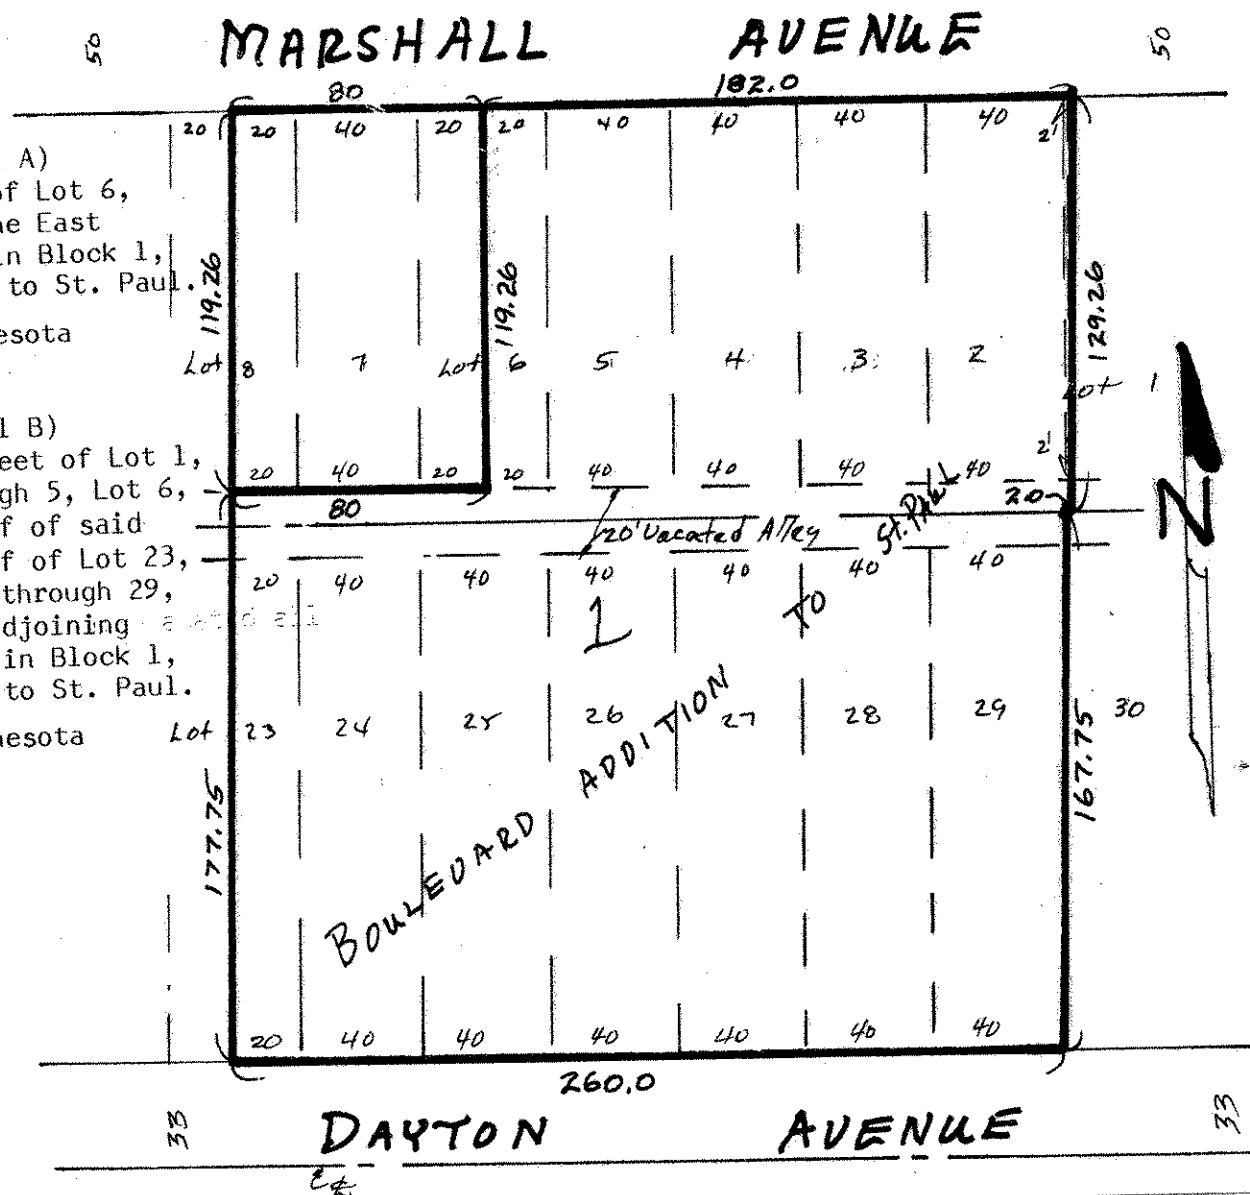 50 MARSHALL AVENUE 50
80 182.0
20 20 40 20 20 40 40 40 40 2'
A)
of Lot 6,
he East
in Block 1,
to St. Paul.
119.26 119.26 129.26
esota
Lot 8 7 Lot 6 5 4 3 2 Lot 1
l B)
eet of Lot 1,
gh 5, Lot 6,
f of said
f of Lot 23,
through 29,
djoining
in Block 1,
to St. Paul.
nesota
20 40 20 20 40 40 40 40 2'
80 20
20' Vacated Alley
20 40 40 40 40 40 40
1
BOULEVARD ADDITION TO St. Paul
Lot 23 24 25 26 27 28 29 30
177.75 167.75
N
20 40 40 40 40 40 40
260.0
33 DAYTON AVENUE 33